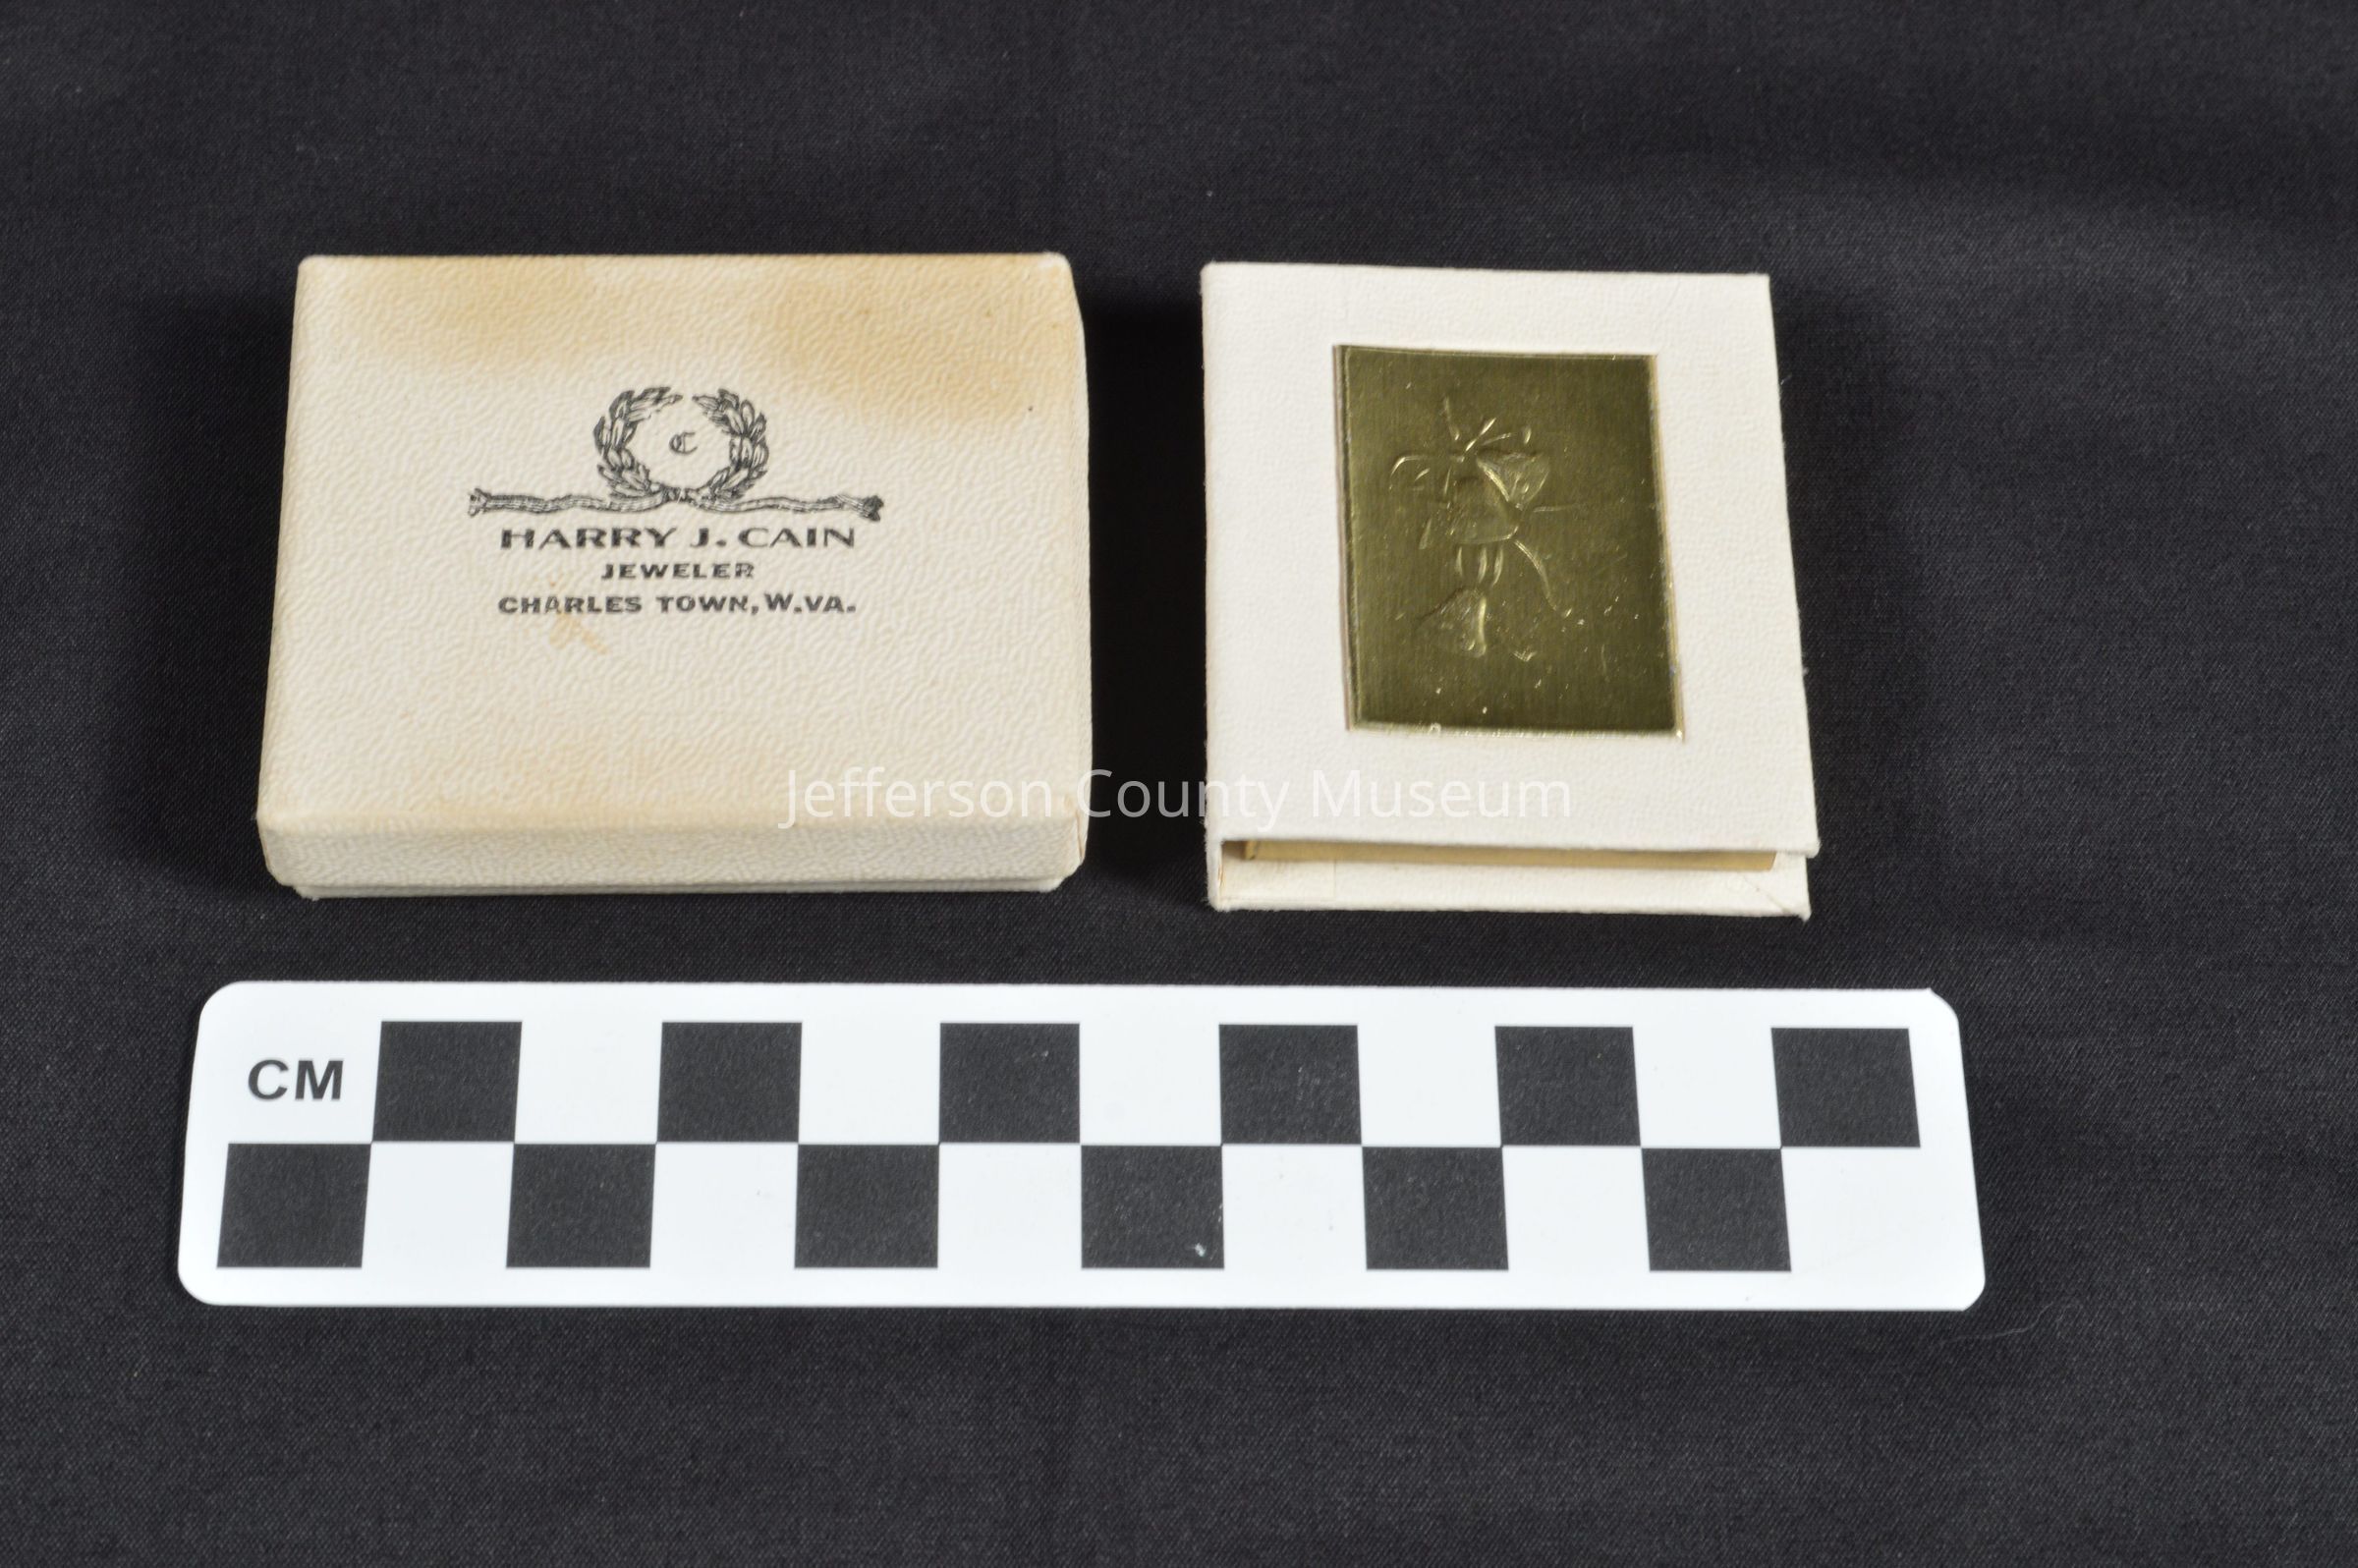 C
HARRY J. CAIN
JEWELER
CHARLES TOWN, W.VA.
Jefferson County Museum
CM